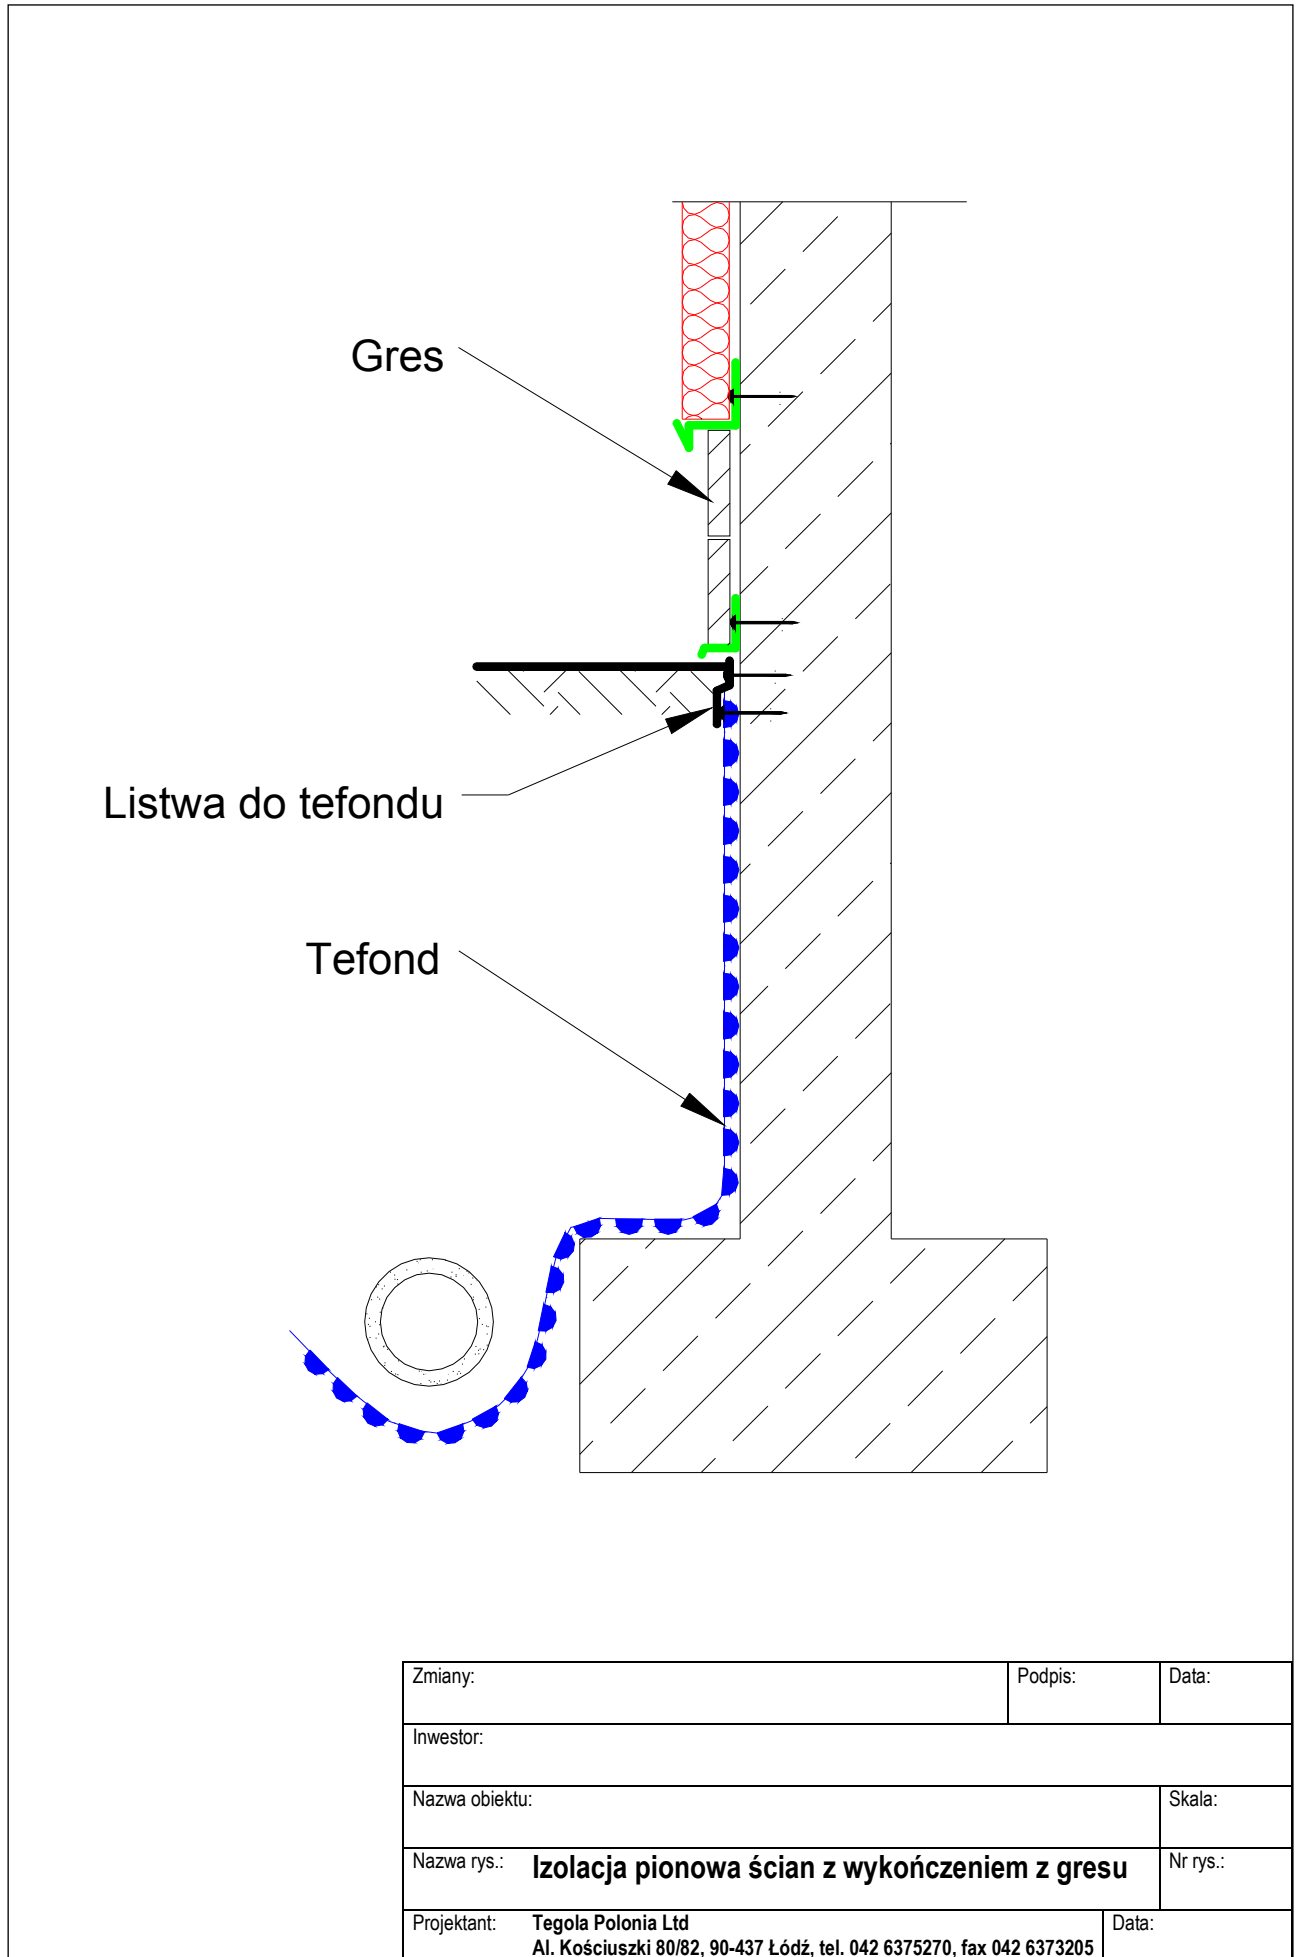 Gres
Listwa do tefondu
Tefond
Zmiany: Podpis: Data:
Inwestor:
Nazwa obiektu: Skala:
Nazwa rys.: Izolacja pionowa ścian z wykończeniem z gresu Nr rys.:
Projektant: Tegola Polonia Ltd Data:
Al. Kościuszki 80/82, 90-437 Łódź, tel. 042 6375270, fax 042 6373205